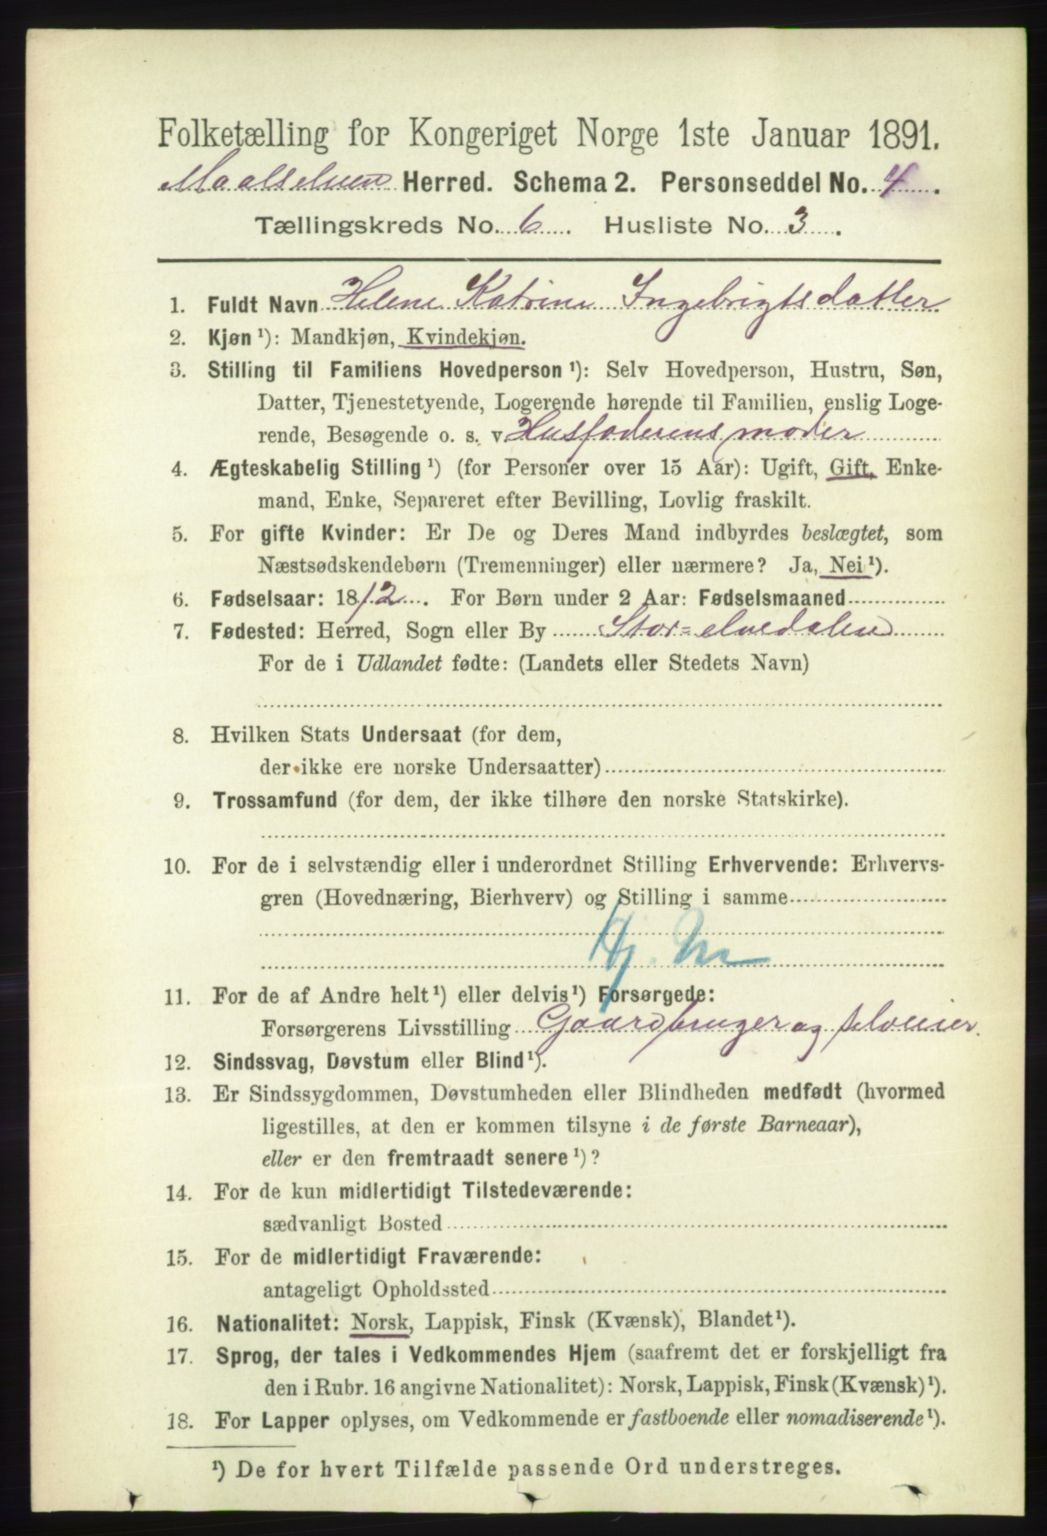 Folketælling for Kongeriget Norge 1ste Januar 1891.
Maalselven Herred. Schema 2. Personseddel No. 4.
Tællingskreds No. 6. Husliste No. 3.
1. Fuldt Navn Helene Katrine Ingebrigtsdatter
2. Kjøn ¹): Mandkjøn, Kvindekjøn.
3. Stilling til Familiens Hovedperson ¹): Selv Hovedperson, Hustru, Søn,
Datter, Tjenestetyende, Logerende hørende til Familien, enslig Loge-
rende, Besøgende o. s. v Husfaderens moder
4. Ægteskabelig Stilling ¹) (for Personer over 15 Aar): Ugift, Gift, Enke-
mand, Enke, Separeret efter Bevilling, Lovlig fraskilt.
5. For gifte Kvinder: Er De og Deres Mand indbyrdes beslægtet, som
Næstsødskendebørn (Tremenninger) eller nærmere? Ja, Nei ¹).
6. Fødselsaar: 1812. For Børn under 2 Aar: Fødselsmaaned
7. Fødested: Herred, Sogn eller By Stor-elvedalen
For de i Udlandet fødte: (Landets eller Stedets Navn)
8. Hvilken Stats Undersaat (for dem,
der ikke ere norske Undersaatter)
9. Trossamfund (for dem, der ikke tilhøre den norske Statskirke).
10. For de i selvstændig eller i underordnet Stilling Erhvervende: Erhvervs-
gren (Hovednæring, Bierhverv) og Stilling i samme
Hj. M
11. For de af Andre helt ¹) eller delvis ¹) Forsørgede:
Forsørgerens Livsstilling Gaardbruger og selveier.
12. Sindssvag, Døvstum eller Blind ¹).
13. Er Sindssygdommen, Døvstumheden eller Blindheden medfødt (hvormed
ligestilles, at den er kommen tilsyne i de første Barneaar),
eller er den fremtraadt senere ¹)?
14. For de kun midlertidigt Tilstedeværende:
sædvanligt Bosted
15. For de midlertidigt Fraværende:
antageligt Opholdssted
16. Nationalitet: Norsk, Lappisk, Finsk (Kvænsk), Blandet ¹).
17. Sprog, der tales i Vedkommendes Hjem (saafremt det er forskjelligt fra
den i Rubr. 16 angivne Nationalitet): Norsk, Lappisk, Finsk (Kvænsk) ¹).
18. For Lapper oplyses, om Vedkommende er fastboende eller nomadiserende ¹).
¹) De for hvert Tilfælde passende Ord understreges.